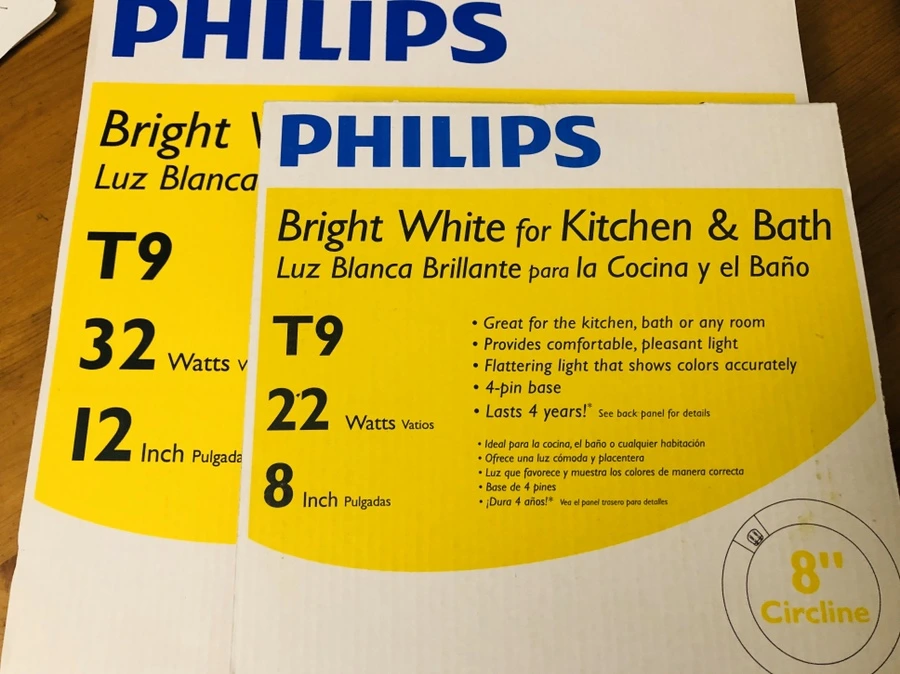 PHILIPS
Bright
Luz Blanca
T9
32 Watts
12 Inch
PHILIPS
Bright White for Kitchen & Bath
Luz Blanca Brillante para la Cocina y el Baño
T9
22 Watts Vatios
8 Inch Pulgadas
• Great for the kitchen, bath or any room
• Provides comfortable, pleasant light
• Flattering light that shows colors accurately
• 4-pin base
• Lasts 4 years!* See back panel for details
• Ideal para la cocina, el baño o cualquier habitación
• Ofrece una luz cómoda y placentera
• Luz que favorece y muestra los colores de manera correcta
• Base de 4 pines
• ¡Dura 4 años!* Vea el panel trasero para detalles
8"
Circline